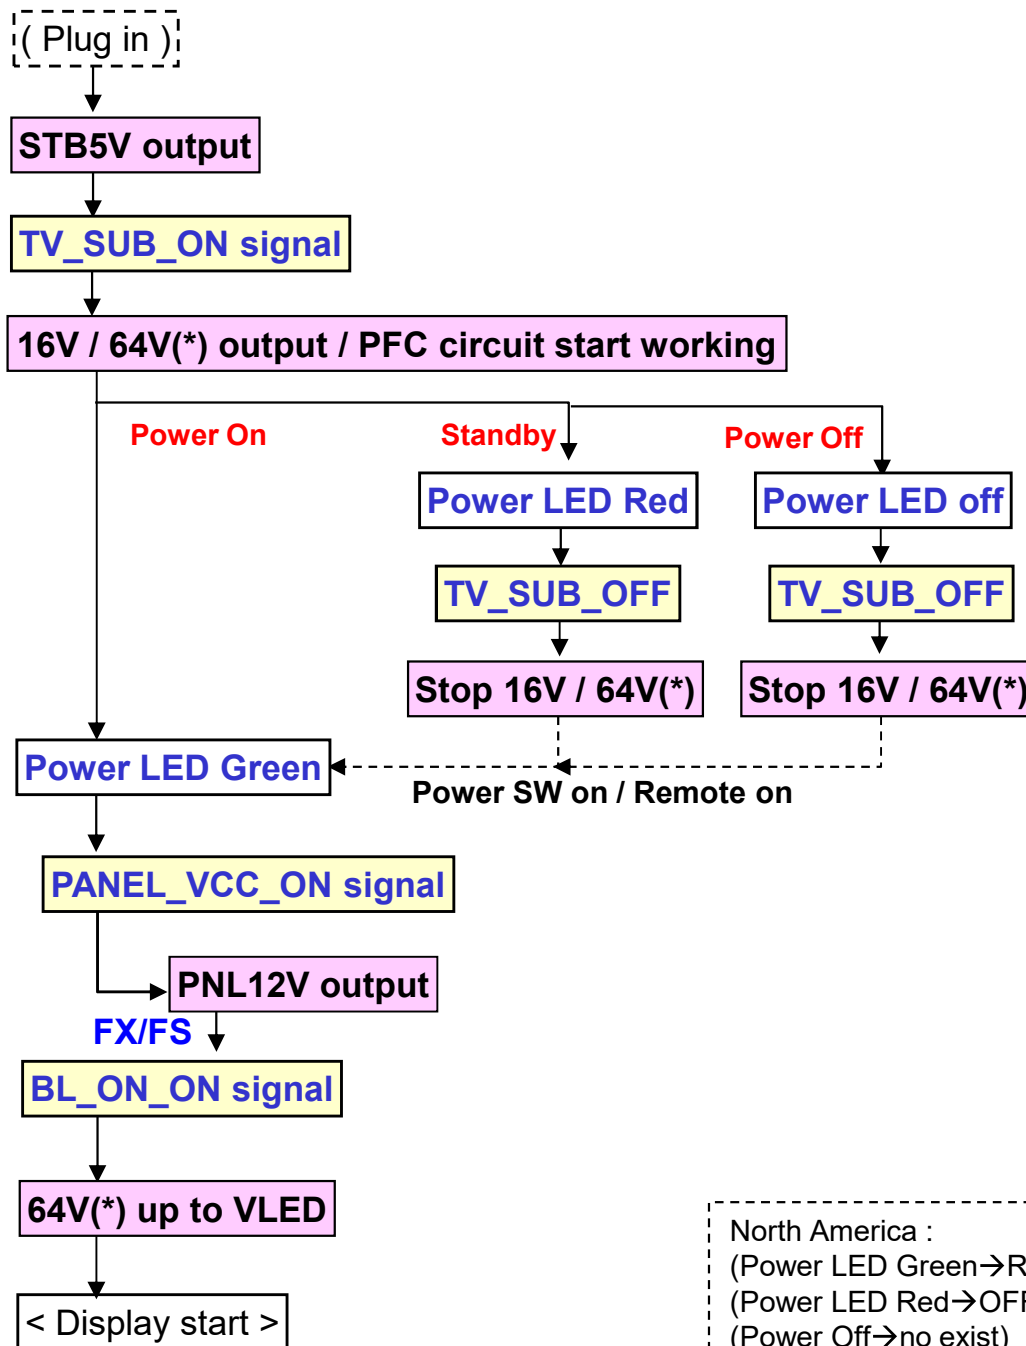 ( Plug in )
STB5V output
TV_SUB_ON signal
16V / 64V(*) output / PFC circuit start working
Power On
Standby
Power Off
Power LED Red
Power LED off
TV_SUB_OFF
TV_SUB_OFF
Stop 16V / 64V(*)
Stop 16V / 64V(*)
Power LED Green
Power SW on / Remote on
PANEL_VCC_ON signal
PNL12V output
FX/FS
BL_ON_ON signal
64V(*) up to VLED
< Display start >
North America :
(Power LED Green→R
(Power LED Red→OFF
(Power Off→no exist)